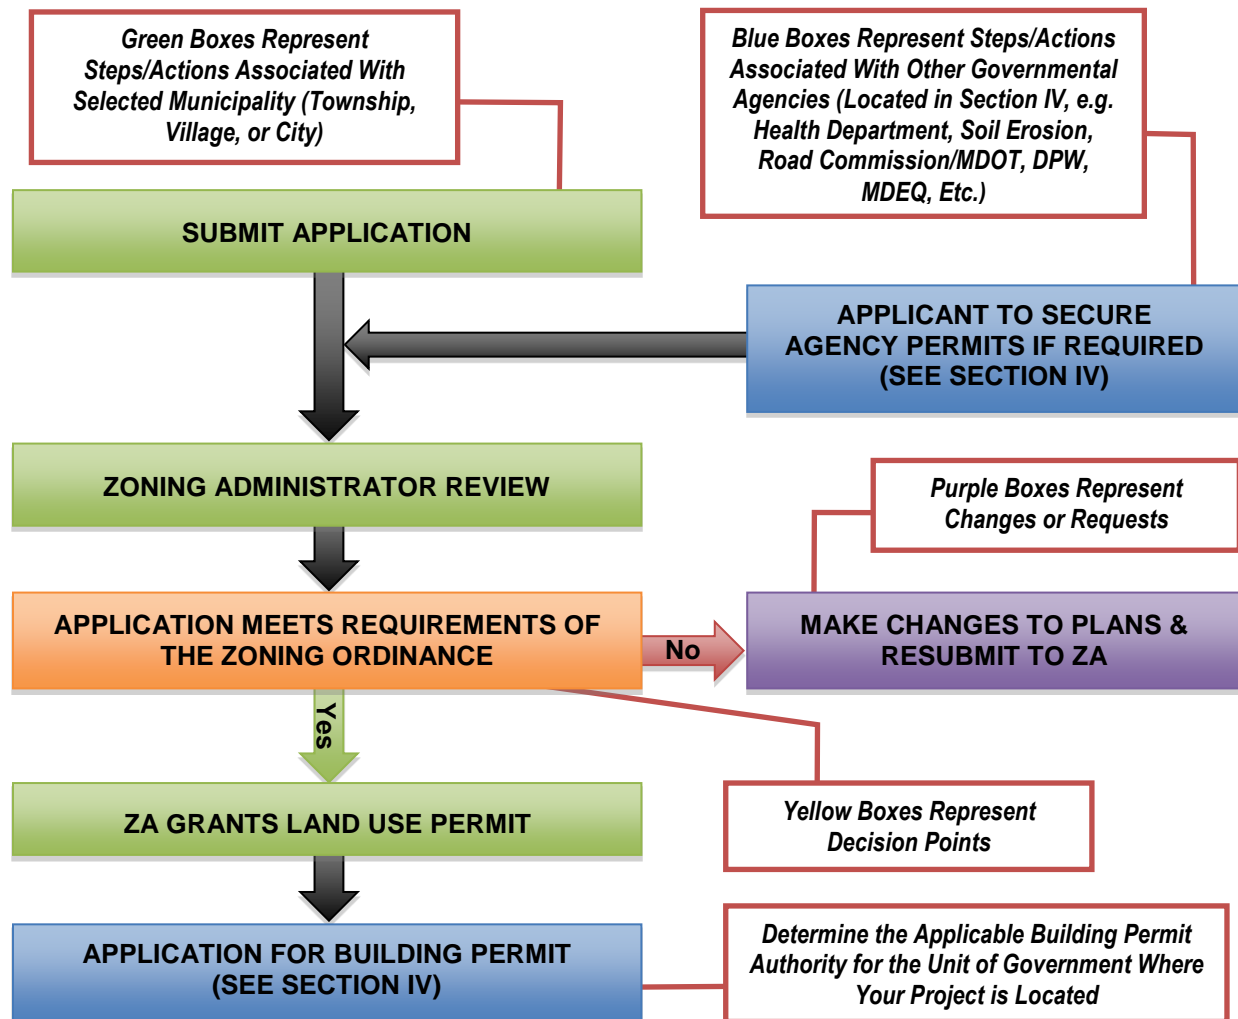 Green Boxes Represent
Steps/Actions Associated With
Selected Municipality (Township,
Village, or City)
Blue Boxes Represent Steps/Actions
Associated With Other Governmental
Agencies (Located in Section IV, e.g.
Health Department, Soil Erosion,
Road Commission/MDOT, DPW,
MDEQ, Etc.)
SUBMIT APPLICATION
APPLICANT TO SECURE
AGENCY PERMITS IF REQUIRED
(SEE SECTION IV)
ZONING ADMINISTRATOR REVIEW
Purple Boxes Represent
Changes or Requests
APPLICATION MEETS REQUIREMENTS OF
THE ZONING ORDINANCE
No
MAKE CHANGES TO PLANS &
RESUBMIT TO ZA
Yes
ZA GRANTS LAND USE PERMIT
Yellow Boxes Represent
Decision Points
APPLICATION FOR BUILDING PERMIT
(SEE SECTION IV)
Determine the Applicable Building Permit
Authority for the Unit of Government Where
Your Project is Located